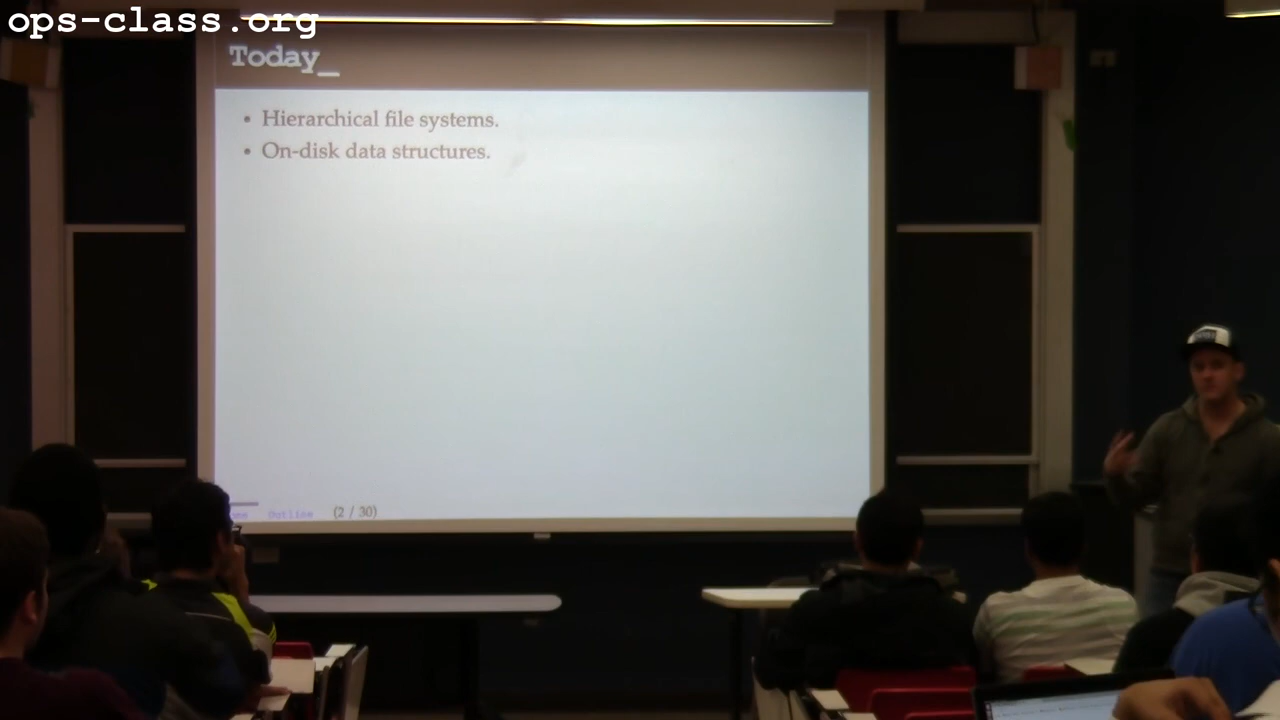 ops-class.org
Today_
• Hierarchical file systems.
• On-disk data structures.
Outline (2 / 30)